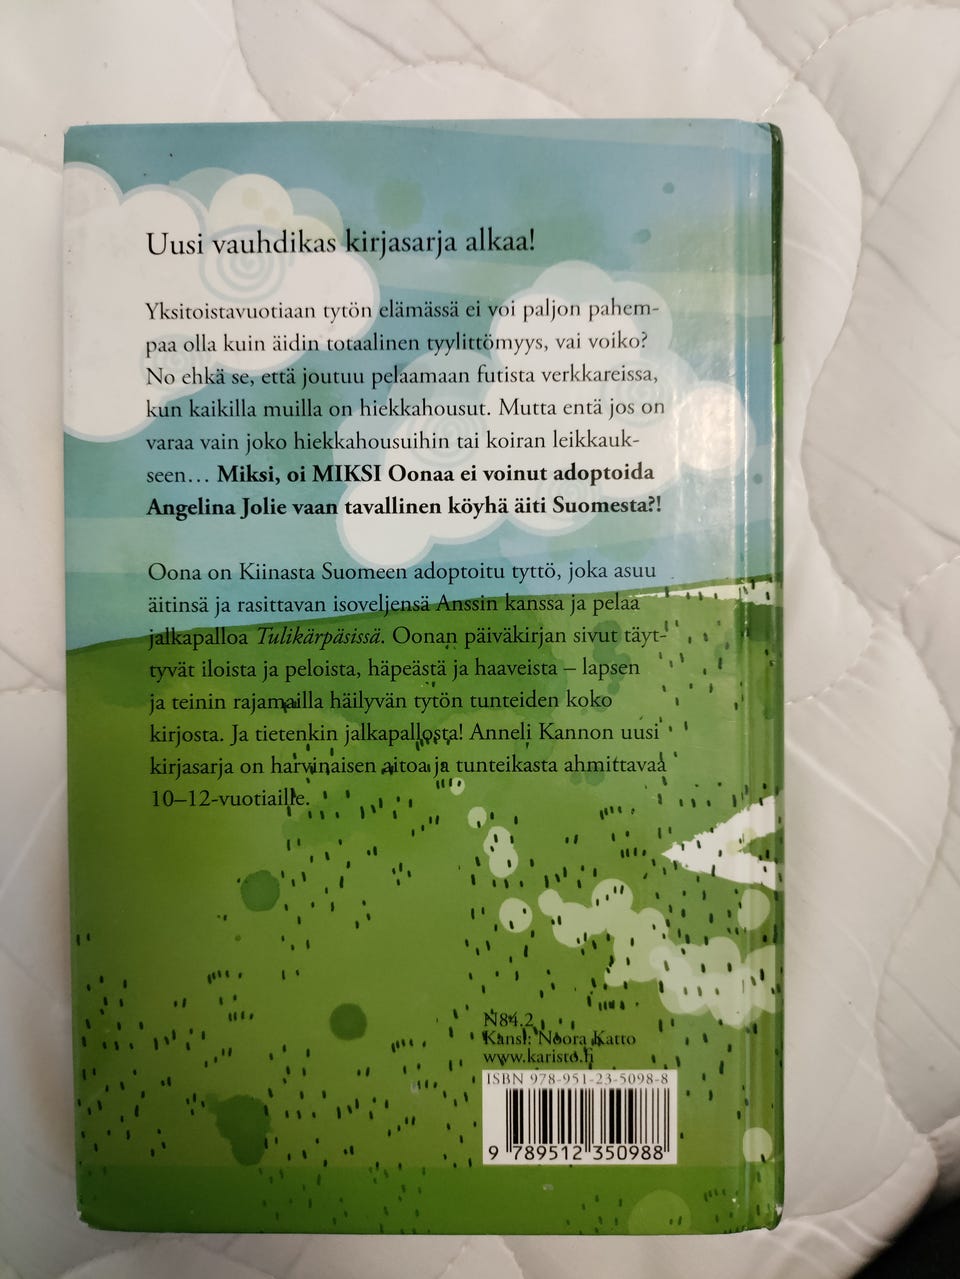 Uusi vauhdikas kirjasarja alkaa!
Yksitoistavuotiaan tytön elämässä ei voi paljon pahem-
paa olla kuin äidin totaalinen tyylittömyys, vai voiko?
No ehkä se, että joutuu pelaamaan futista verkkareissa,
kun kaikilla muilla on hiekkahousut. Mutta entä jos on
varaa vain joko hiekkahousuihin tai koiran leikkauk-
seen... Miksi, oi MIKSI Oonaa ei voinut adoptoida
Angelina Jolie vaan tavallinen köyhä äiti Suomesta?!
Oona on Kiinasta Suomeen adoptoitu tyttö, joka asuu
äitinsä ja rasittavan isoveljensä Anssin kanssa ja pelaa
jalkapalloa Tulikärpäsissä. Oonan päiväkirjan sivut täyt-
tyvät iloista ja peloista, häpeästä ja haaveista – lapsen
ja teinin rajamailla häilyvän tytön tunteiden koko
kirjosta. Ja tietenkin jalkapallosta! Anneli Kannon uusi
kirjasarja on harvinaisen aitoa ja tunteikasta ahmittavaa
10–12-vuotiaille.
N84.2
Kansi: Noora Katto
www.karisto.fi
ISBN 978-951-23-5098-8
9 789512 350988